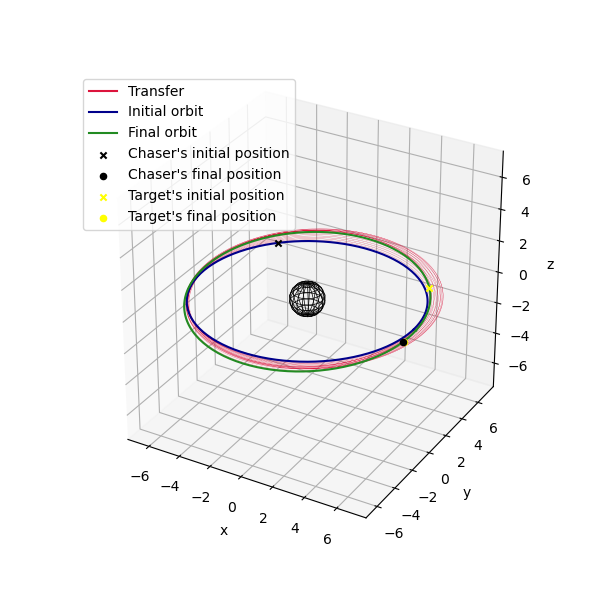 Transfer
Initial orbit
Final orbit
Chaser's initial position
Chaser's final position
Target's initial position
Target's final position
6
4
2
0
−2
−4
−6
z
−6
−4
−2
0
2
4
6
x
−6
−4
−2
0
2
4
6
y